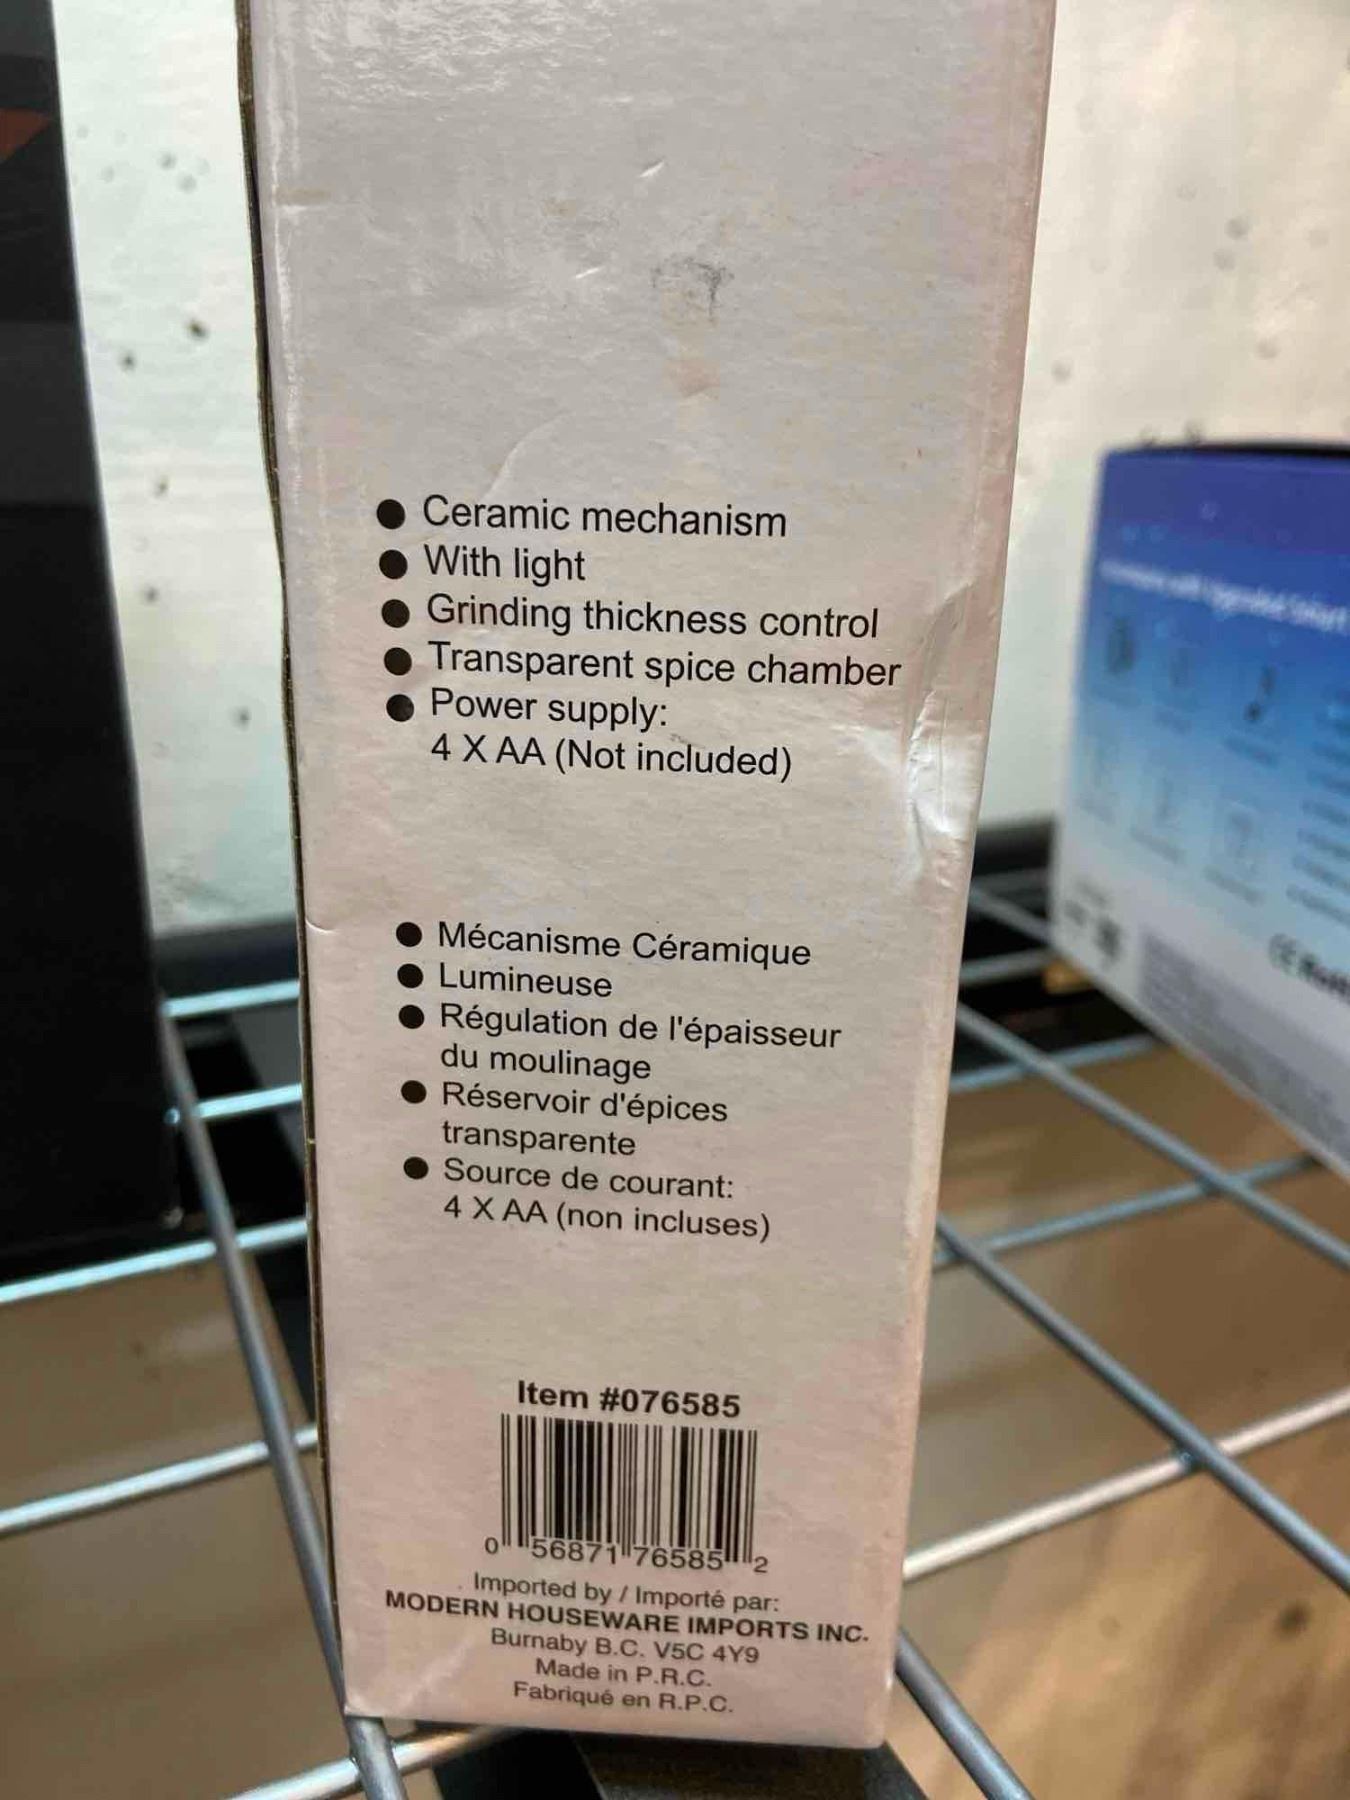 ● Ceramic mechanism
● With light
● Grinding thickness control
● Transparent spice chamber
● Power supply:
4 X AA (Not included)
● Mécanisme Céramique
● Lumineuse
● Régulation de l'épaisseur
du moulinage
● Réservoir d'épices
transparente
● Source de courant:
4 X AA (non incluses)
Item #076585
0 56871 76585 2
Imported by / Importé par:
MODERN HOUSEWARE IMPORTS INC.
Burnaby B.C. V5C 4Y9
Made in P.R.C.
Fabriqué en R.P.C.